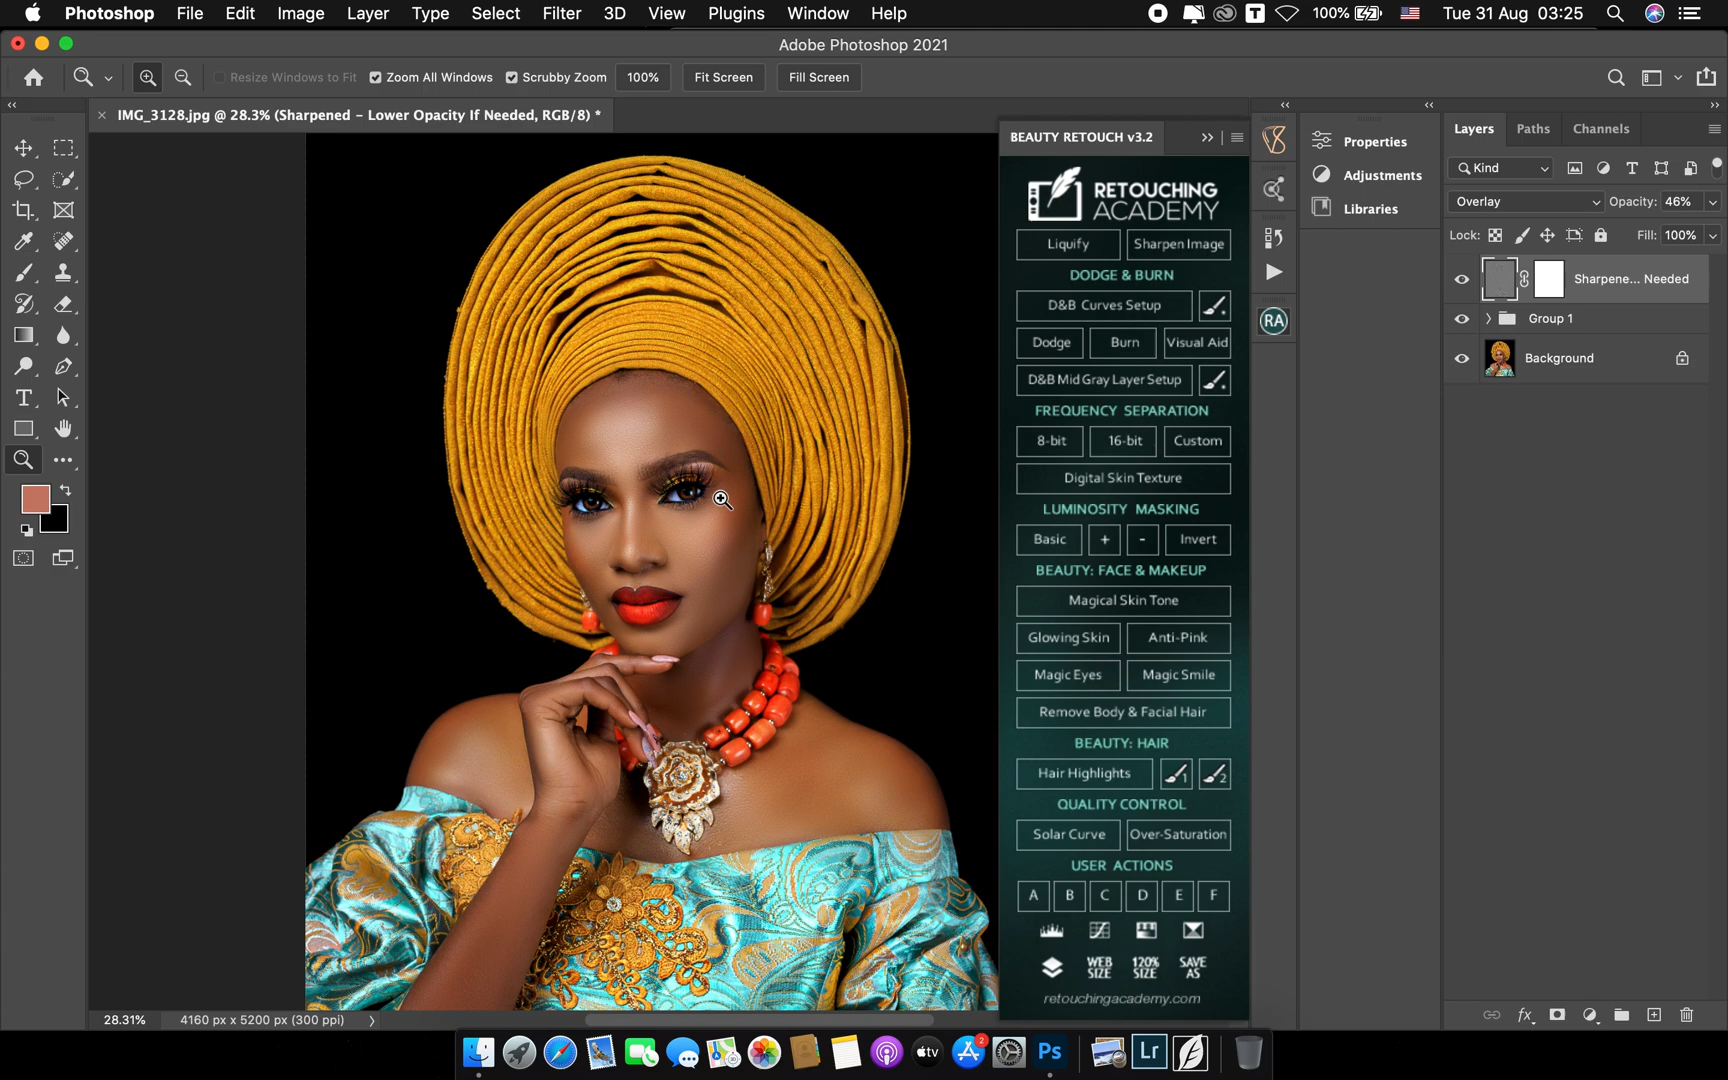 Photoshop File Edit Image Layer Type Select Filter 3D View Plugins Window Help 100% Tue 31 Aug 03:25
Adobe Photoshop 2021
Resize Windows to Fit Zoom All Windows Scrubby Zoom 100% Fit Screen Fill Screen
IMG_3128.jpg @ 28.3% (Sharpened - Lower Opacity If Needed, RGB/8) *
BEAUTY RETOUCH v3.2
RETOUCHING
ACADEMY
Liquify Sharpen Image
DODGE & BURN
D&B Curves Setup
Dodge Burn Visual Aid
D&B Mid Gray Layer Setup
FREQUENCY SEPARATION
8-bit 16-bit Custom
Digital Skin Texture
LUMINOSITY MASKING
Basic + - Invert
BEAUTY: FACE & MAKEUP
Magical Skin Tone
Glowing Skin Anti-Pink
Magic Eyes Magic Smile
Remove Body & Facial Hair
BEAUTY: HAIR
Hair Highlights 1 2
QUALITY CONTROL
Solar Curve Over-Saturation
USER ACTIONS
A B C D E F
WEB SIZE 120% SIZE SAVE AS
retouchingacademy.com
RA
Properties
Adjustments
Libraries
Layers Paths Channels
Kind
Overlay Opacity: 46%
Lock: Fill: 100%
Sharpene... Needed
Group 1
Background
fx
28.31% 4160 px x 5200 px (300 ppi)
tv 2 Ps Lr